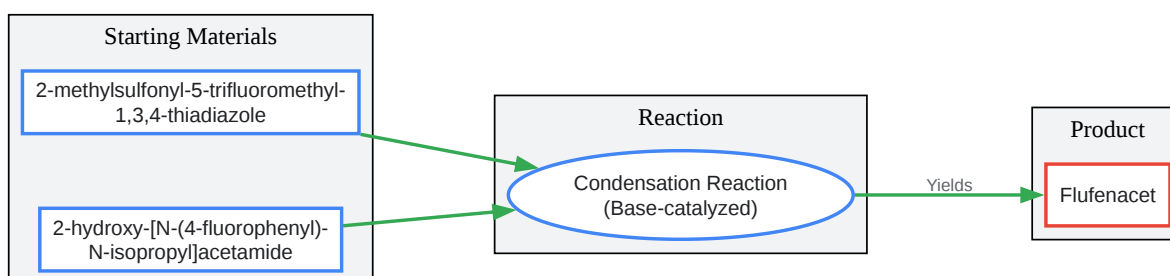 Starting Materials
2-methylsulfonyl-5-trifluoromethyl-
1,3,4-thiadiazole
2-hydroxy-[N-(4-fluorophenyl)-
N-isopropyl]acetamide
Reaction
Condensation Reaction
(Base-catalyzed)
Yields
Product
Flufenacet